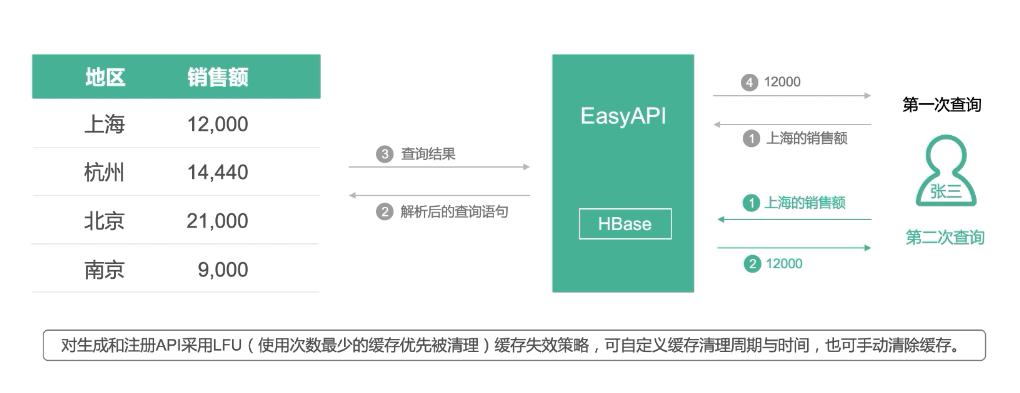 地区 销售额
上海 12,000
杭州 14,440
北京 21,000
南京 9,000
3 查询结果
2 解析后的查询语句
EasyAPI
HBase
4 12000
1 上海的销售额
1 上海的销售额
2 12000
第一次查询
张三
第二次查询
对生成和注册API采用LFU（使用次数最少的缓存优先被清理）缓存失效策略，可自定义缓存清理周期与时间，也可手动清除缓存。